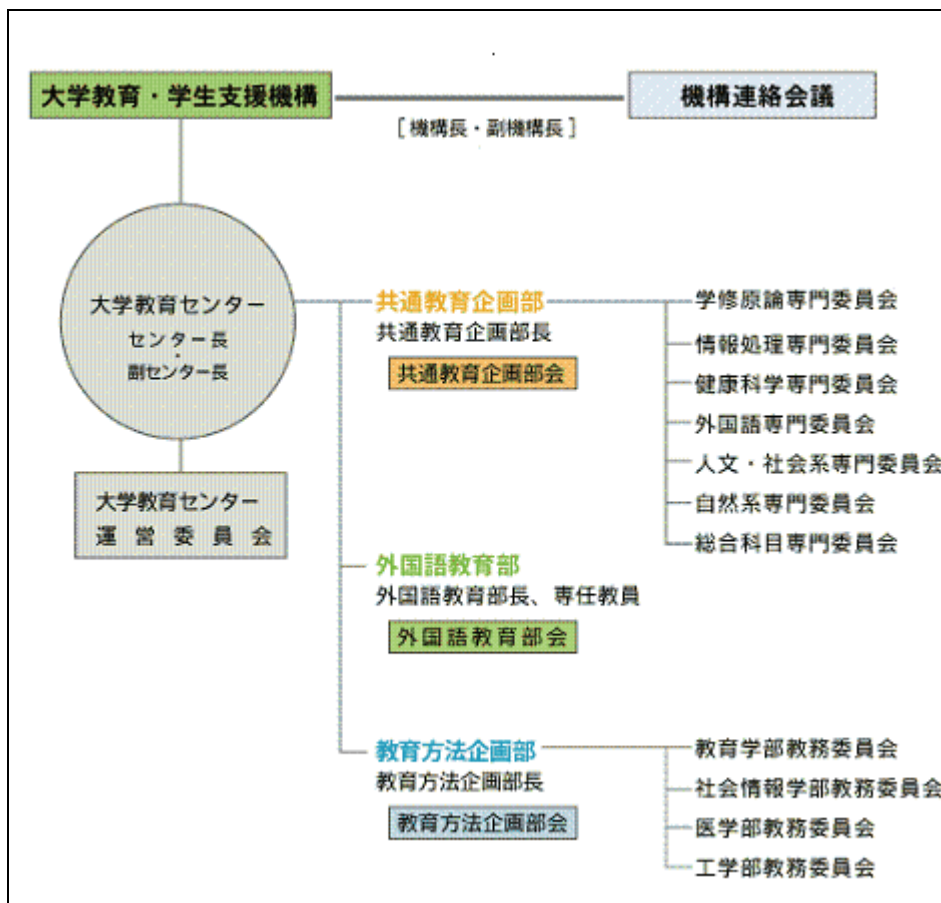 大学教育・学生支援機構
機構連絡会議
[機構長・副機構長]
大学教育センター
センター長
・
副センター長
大学教育センター
運営委員会
共通教育企画部
共通教育企画部長
共通教育企画部会
学修原論専門委員会
情報処理専門委員会
健康科学専門委員会
外国語専門委員会
人文・社会系専門委員会
自然系専門委員会
総合科目専門委員会
外国語教育部
外国語教育部長、専任教員
外国語教育部会
教育方法企画部
教育方法企画部長
教育方法企画部会
教育学部教務委員会
社会情報学部教務委員会
医学部教務委員会
工学部教務委員会